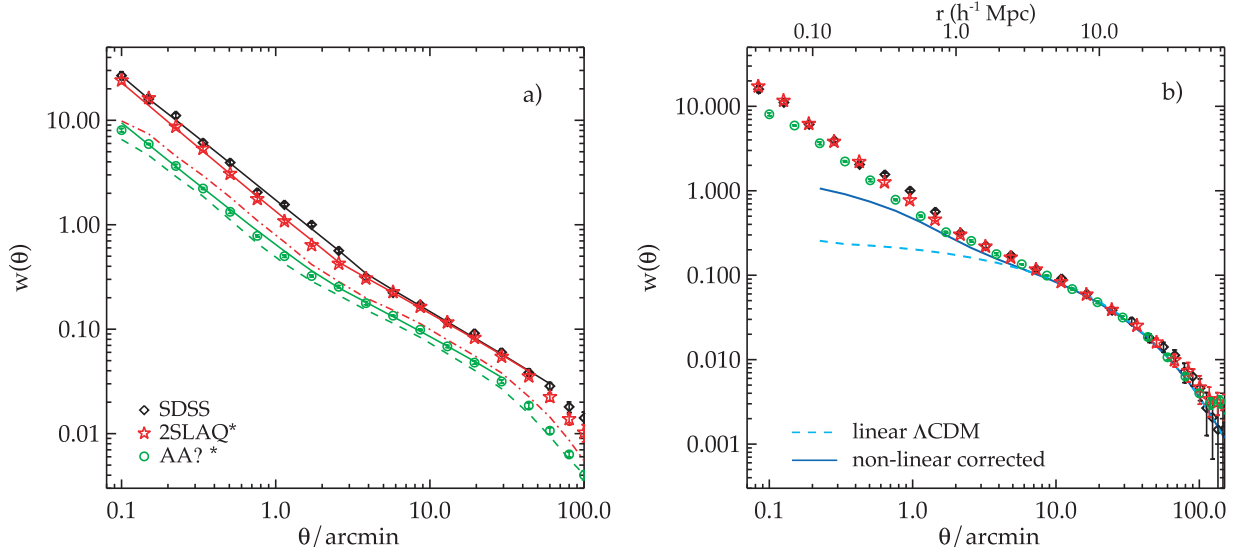 r (h⁻¹ Mpc)
0.10 1.0 10.0
a)
b)
10.00
1.00
0.10
0.01
w(θ)
SDSS
2SLAQ*
AA? *
0.1 1.0 10.0 100.0
θ/arcmin
10.000
1.000
0.100
0.010
0.001
w(θ)
linear ΛCDM
non-linear corrected
0.1 1.0 10.0 100.0
θ/arcmin